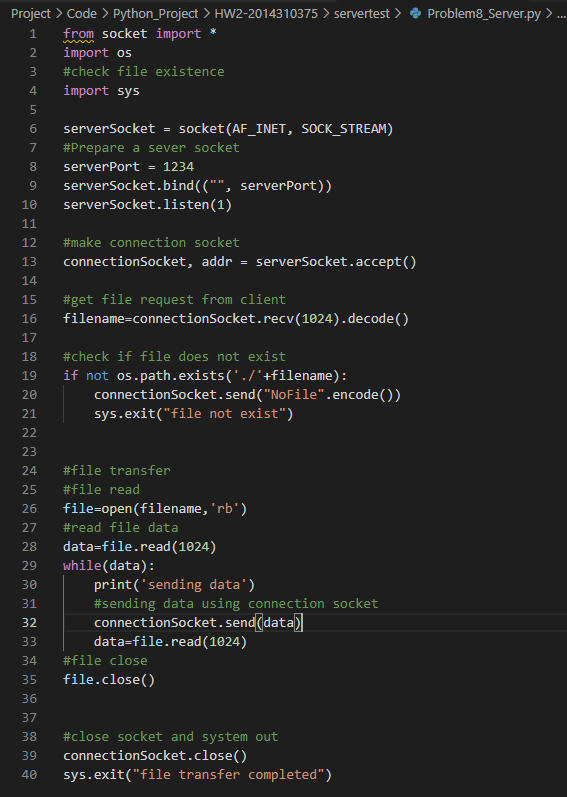 Project > Code > Python_Project > HW2-2014310375 > servertest > Problem8_Server.py > ...
1 from socket import *
2 import os
3 #check file existence
4 import sys
5
6 serverSocket = socket(AF_INET, SOCK_STREAM)
7 #Prepare a sever socket
8 serverPort = 1234
9 serverSocket.bind(("", serverPort))
10 serverSocket.listen(1)
11
12 #make connection socket
13 connectionSocket, addr = serverSocket.accept()
14
15 #get file request from client
16 filename=connectionSocket.recv(1024).decode()
17
18 #check if file does not exist
19 if not os.path.exists('./'+filename):
20     connectionSocket.send("NoFile".encode())
21     sys.exit("file not exist")
22
23
24 #file transfer
25 #file read
26 file=open(filename,'rb')
27 #read file data
28 data=file.read(1024)
29 while(data):
30     print('sending data')
31     #sending data using connection socket
32     connectionSocket.send(data)
33     data=file.read(1024)
34 #file close
35 file.close()
36
37
38 #close socket and system out
39 connectionSocket.close()
40 sys.exit("file transfer completed")